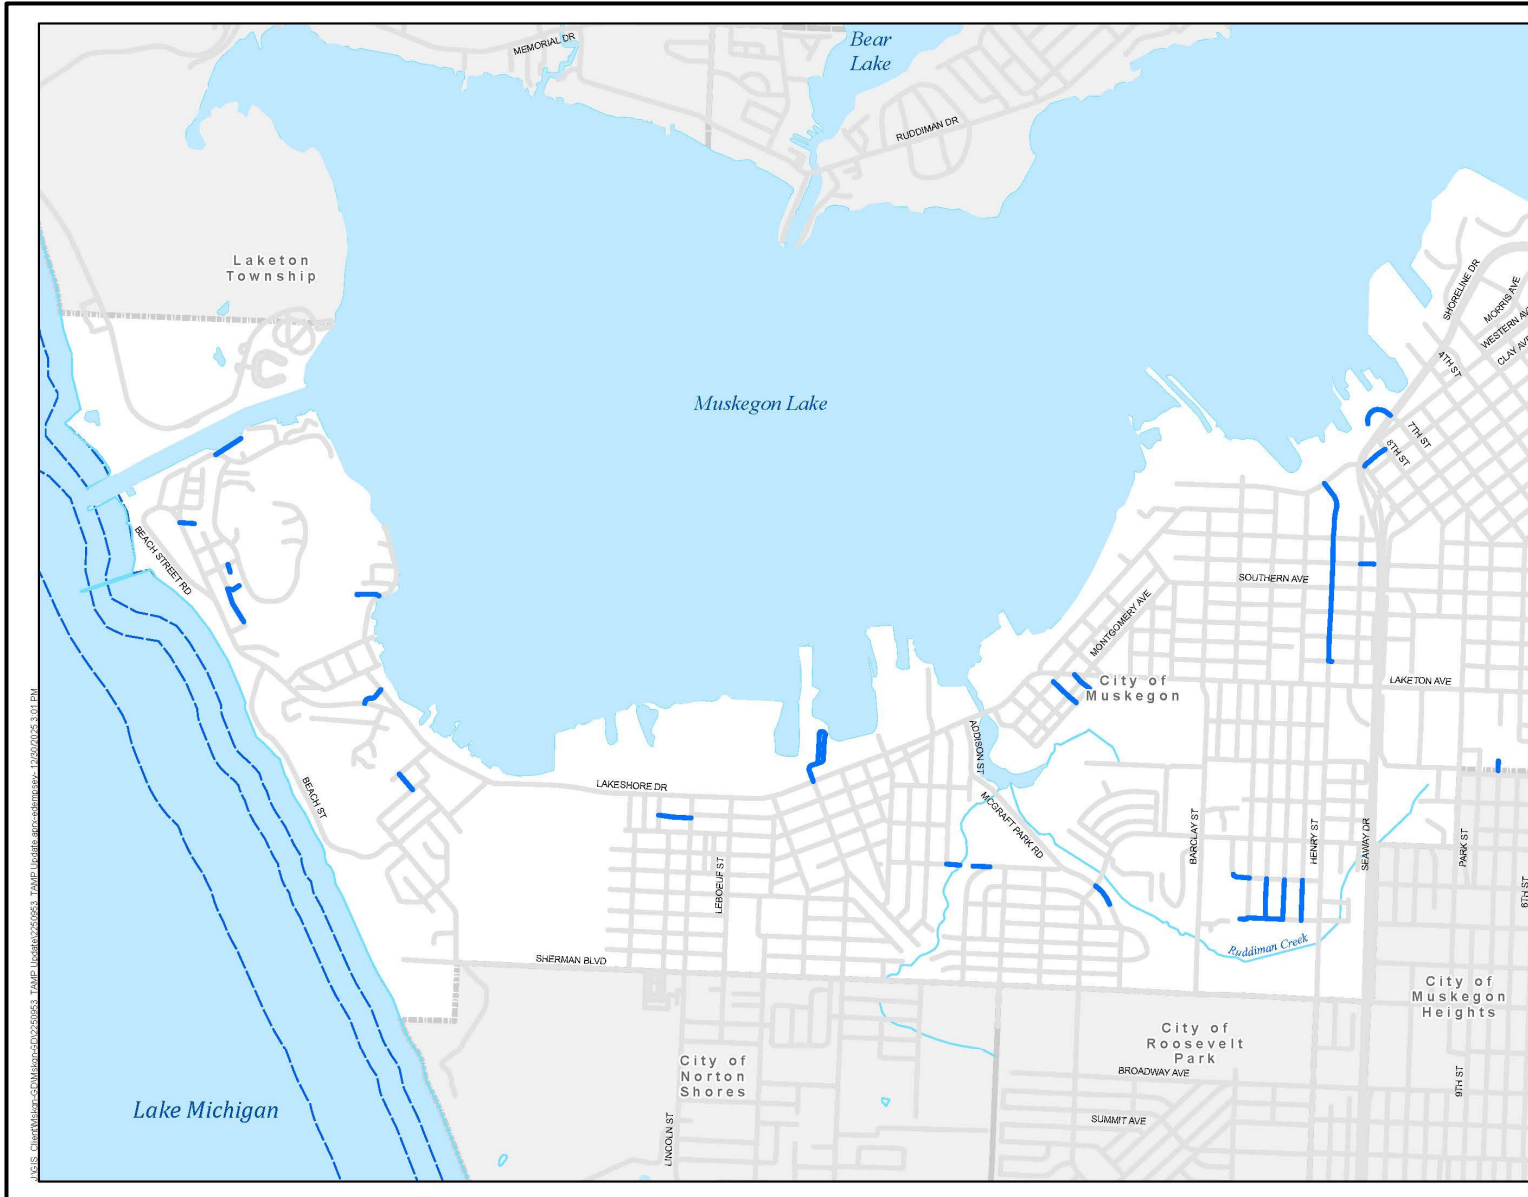 MEMORIAL DR
Bear
Lake
RUDDIMAN DR
Laketon
Township
SHORELINE DR
MORRIS AVE
WESTERN AV
CLAY AVE
4TH ST
Muskegon Lake
7TH ST
8TH ST
BEACH STREET RD
SOUTHERN AVE
MONTGOMERY AVE
City of
Muskegon
LAKETON AVE
ADDISON ST
LAKESHORE DR
BEACH ST
MCGRAFT PARK RD
BARCLAY ST
HENRY ST
SEAWAY DR
PARK ST
LEBOEUF ST
6TH ST
Ruddiman Creek
SHERMAN BLVD
City of
Muskegon
Heights
City of
Roosevelt
Park
City of
Norton
Shores
BROADWAY AVE
9TH ST
Lake Michigan
SUMMIT AVE
LINCOLN ST